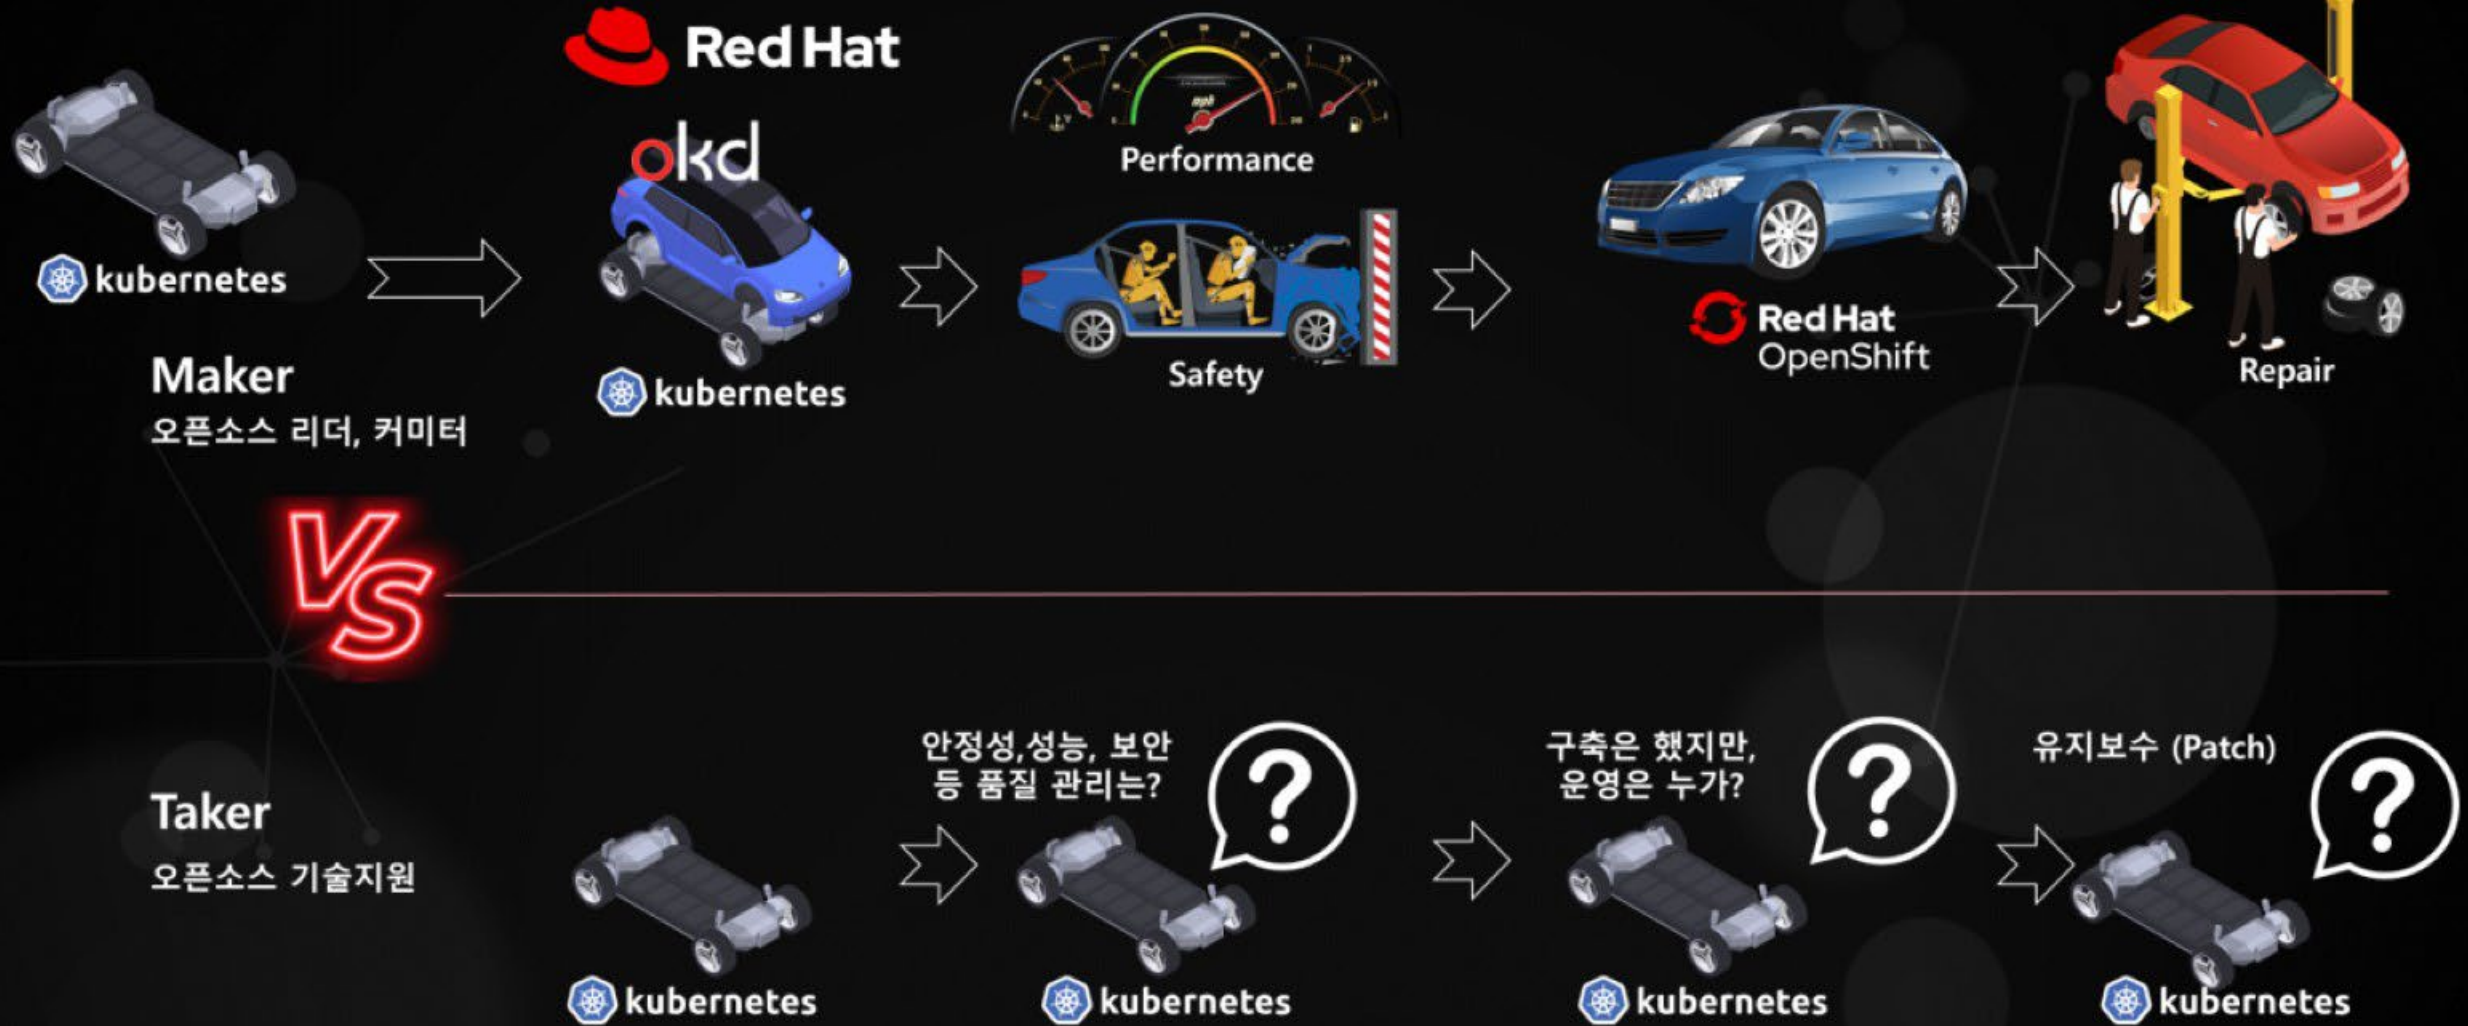 Red Hat
okd
kubernetes
kubernetes
Performance
Safety
Red Hat
OpenShift
Repair
Maker
오픈소스 리더, 커미터
VS
Taker
오픈소스 기술지원
kubernetes
안정성,성능, 보안
등 품질 관리는?
?
kubernetes
구축은 했지만,
운영은 누가?
?
kubernetes
유지보수 (Patch)
?
kubernetes